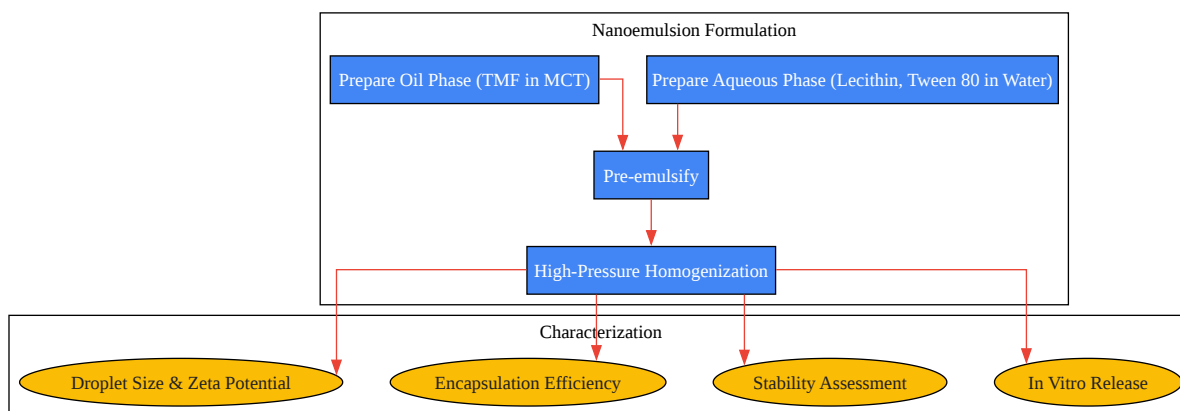 Nanoemulsion Formulation
Prepare Oil Phase (TMF in MCT)
Prepare Aqueous Phase (Lecithin, Tween 80 in Water)
Pre-emulsify
High-Pressure Homogenization
Characterization
Droplet Size & Zeta Potential
Encapsulation Efficiency
Stability Assessment
In Vitro Release